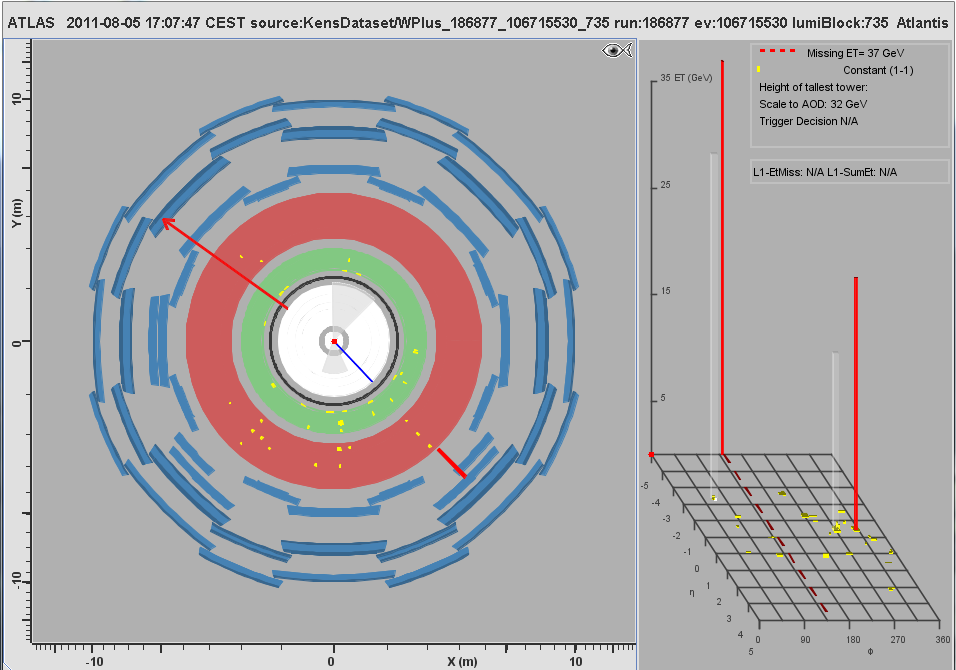 ATLAS 2011-08-05 17:07:47 CEST source:KensDataset/WPlus_186877_106715530_735 run:186877 ev:106715530 lumiBlock:735 Atlantis
10
Y (m)
0
-10
-10
0
X (m)
10
35 ET (GeV)
25
15
5
Missing ET= 37 GeV
Constant (1-1)
Height of tallest tower:
Scale to AOD: 32 GeV
Trigger Decision N/A
L1-EtMiss: N/A L1-SumEt: N/A
-5
-4
-3
-2
-1
0
η
1
2
3
4
5
0
90
180
270
360
ϕ